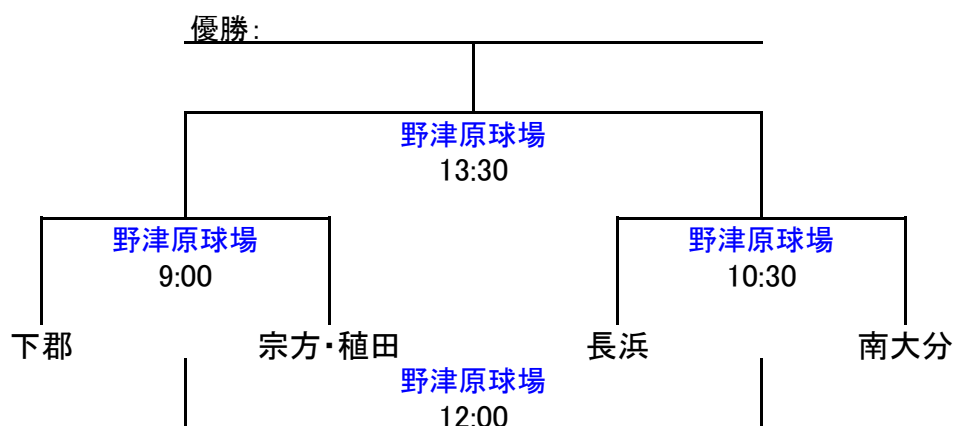 優勝：
野津原球場
13:30
野津原球場
9:00
野津原球場
10:30
下郡
宗方・稙田
長浜
南大分
野津原球場
12:00